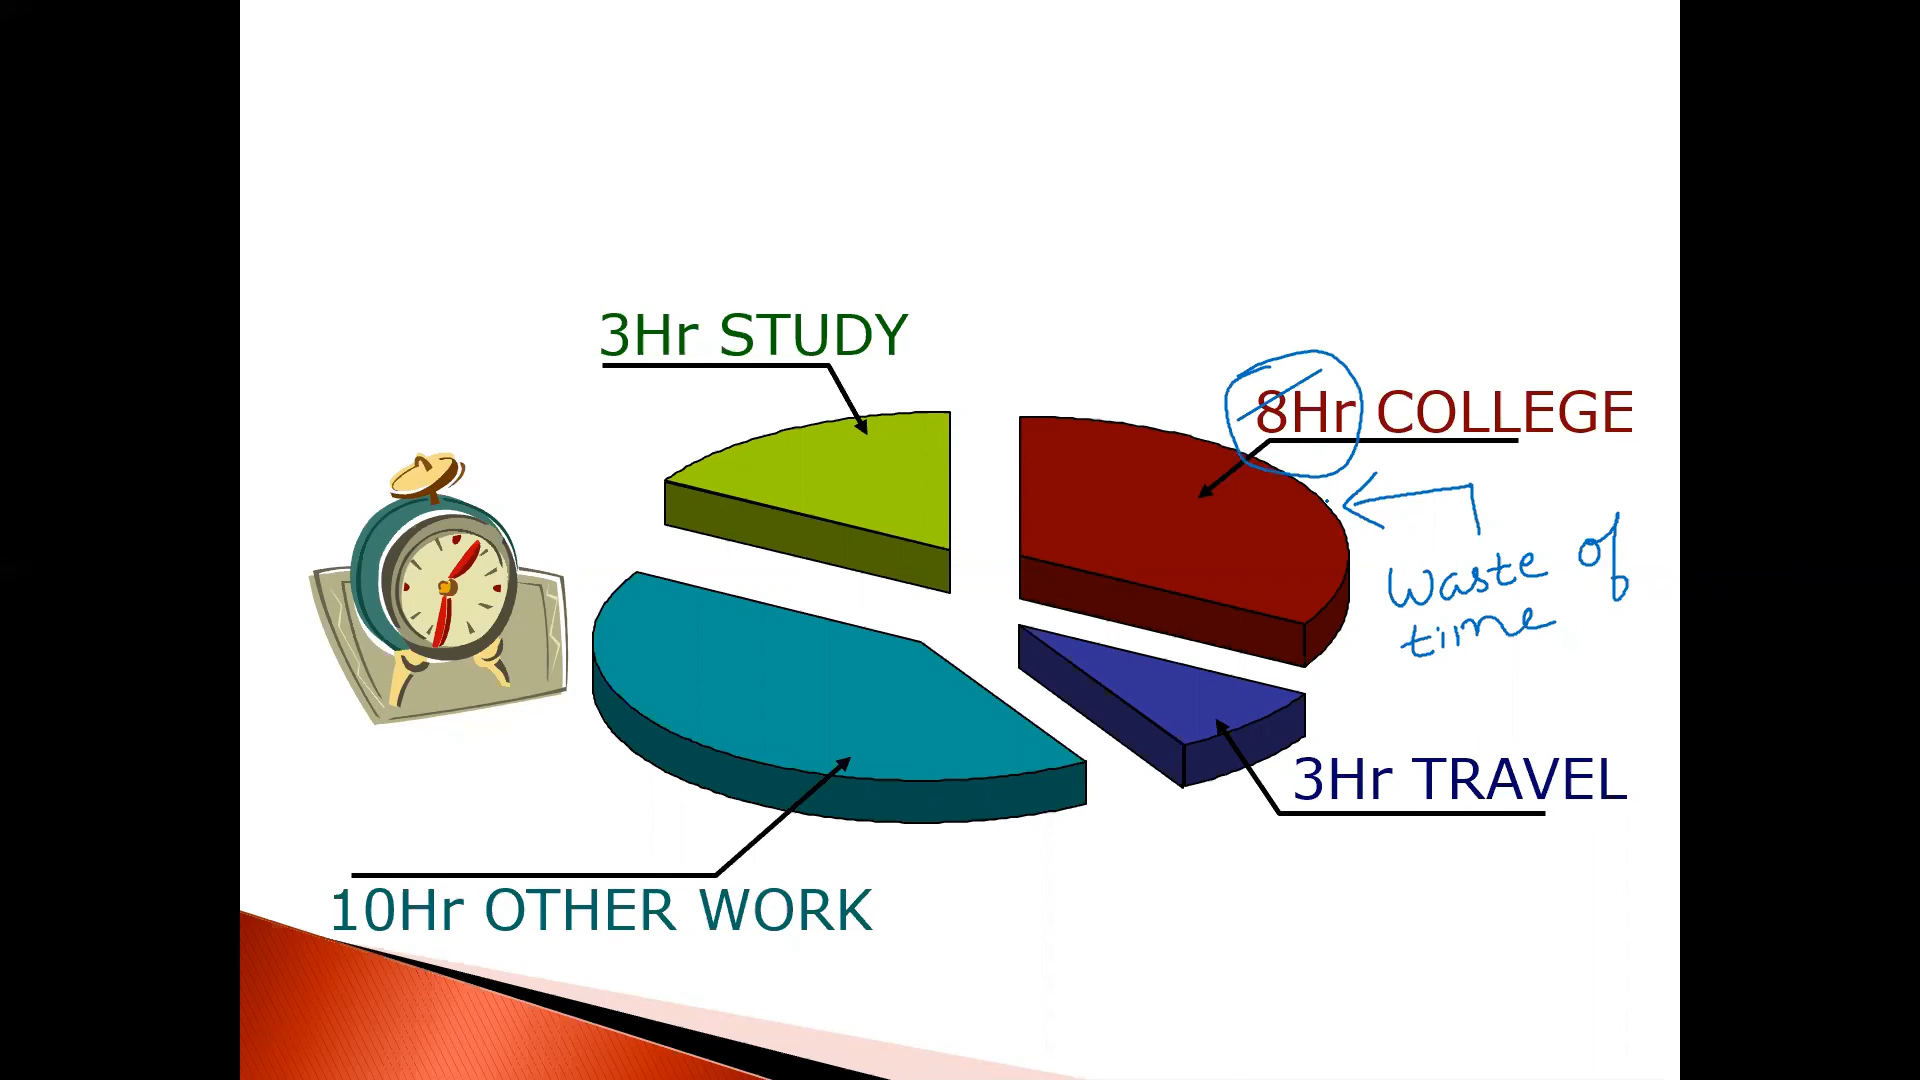 3Hr STUDY
8Hr COLLEGE
Waste of
time
3Hr TRAVEL
10Hr OTHER WORK